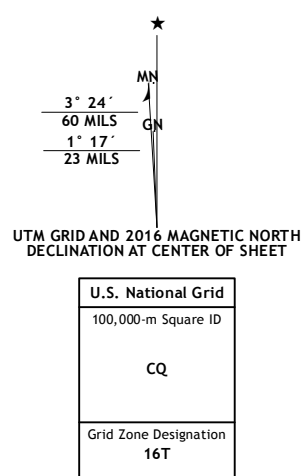 ★
MN
3° 24´
60 MILS
GN
1° 17´
23 MILS
UTM GRID AND 2016 MAGNETIC NORTH
DECLINATION AT CENTER OF SHEET
U.S. National Grid
100,000-m Square ID
CQ
Grid Zone Designation
16T